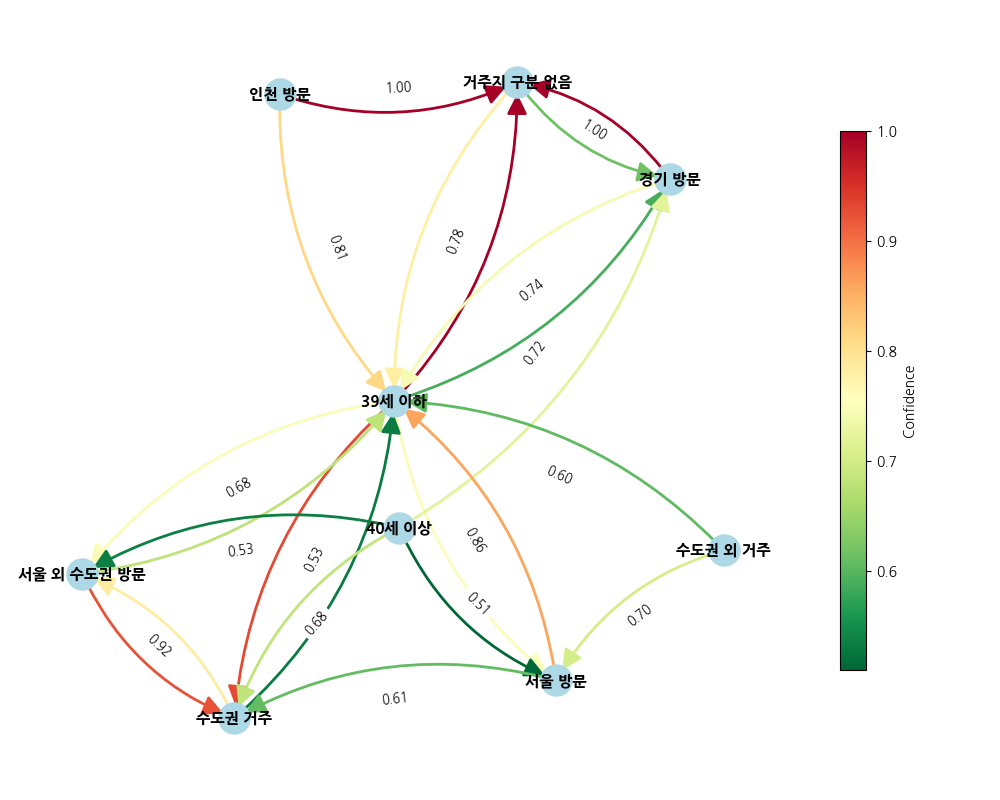 거주지 구분 없음
인천 방문
1.00
1.00
경기 방문
0.81
0.78
0.74
0.72
39세 이하
0.68
0.60
40세 이상
0.53
0.53
0.86
수도권 외 거주
서울 외 수도권 방문
0.51
0.68
0.70
0.92
서울 방문
0.61
수도권 거주
1.0
0.9
0.8
0.7
0.6
Confidence